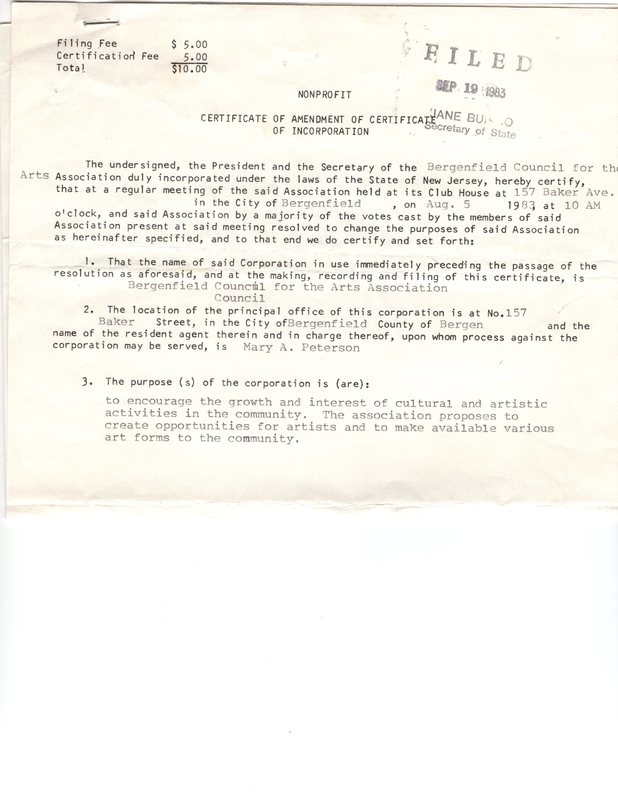 Filing Fee $ 5.00
Certification Fee 5.00
Total $10.00
FILED
SEP 19 1983
JANE BU O
Secretary of State
NONPROFIT
CERTIFICATE OF AMENDMENT OF CERTIFICATE
OF INCORPORATION
The undersigned, the President and the Secretary of the Bergenfield Council for the
Arts Association duly incorporated under the laws of the State of New Jersey, hereby certify,
that at a regular meeting of the said Association held at its Club House at 157 Baker Ave.
in the City of Bergenfield , on Aug. 5 1983 at 10 AM
o'clock, and said Association by a majority of the votes cast by the members of said
Association present at said meeting resolved to change the purposes of said Association
as hereinafter specified, and to that end we do certify and set forth:
1. That the name of said Corporation in use immediately preceding the passage of the
resolution as aforesaid, and at the making, recording and filing of this certificate, is
Bergenfield Council for the Arts Association
Council
2. The location of the principal office of this corporation is at No.157
Baker Street, in the City ofBergenfield County of Bergen and the
name of the resident agent therein and in charge thereof, upon whom process against the
corporation may be served, is Mary A. Peterson
3. The purpose (s) of the corporation is (are):
to encourage the growth and interest of cultural and artistic
activities in the community. The association proposes to
create opportunities for artists and to make available various
art forms to the community.